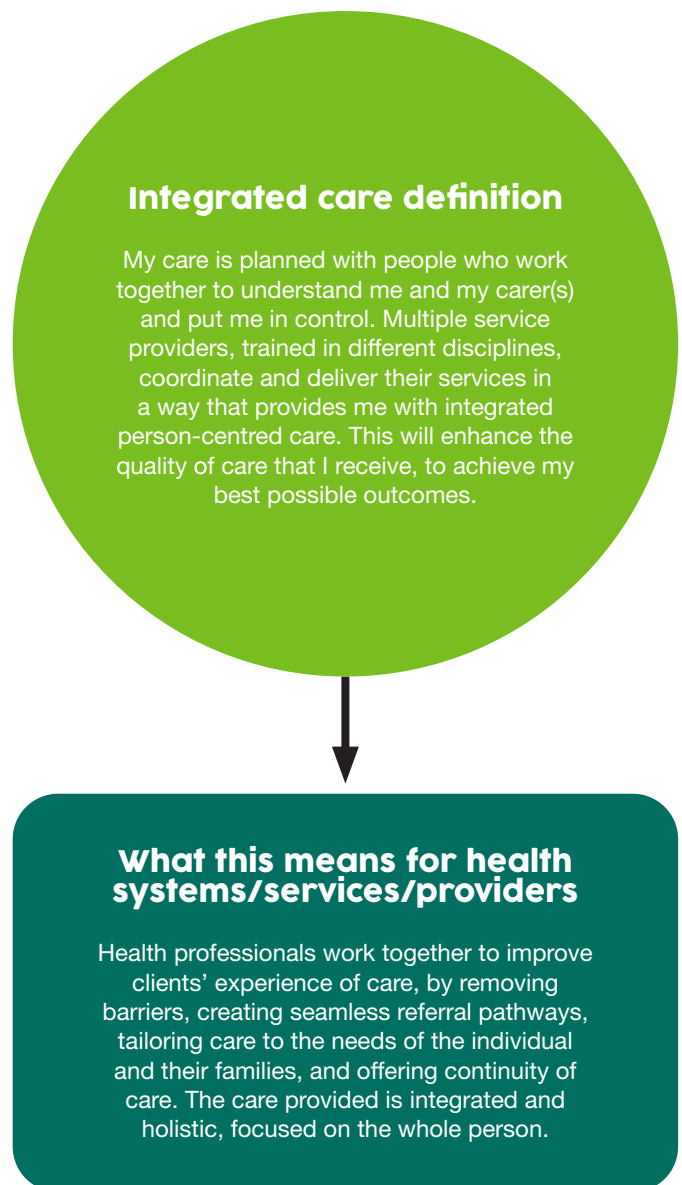 Integrated care definition
My care is planned with people who work
together to understand me and my carer(s)
and put me in control. Multiple service
providers, trained in different disciplines,
coordinate and deliver their services in
a way that provides me with integrated
person-centred care. This will enhance the
quality of care that I receive, to achieve my
best possible outcomes.
What this means for health
systems/services/providers
Health professionals work together to improve
clients’ experience of care, by removing
barriers, creating seamless referral pathways,
tailoring care to the needs of the individual
and their families, and offering continuity of
care. The care provided is integrated and
holistic, focused on the whole person.